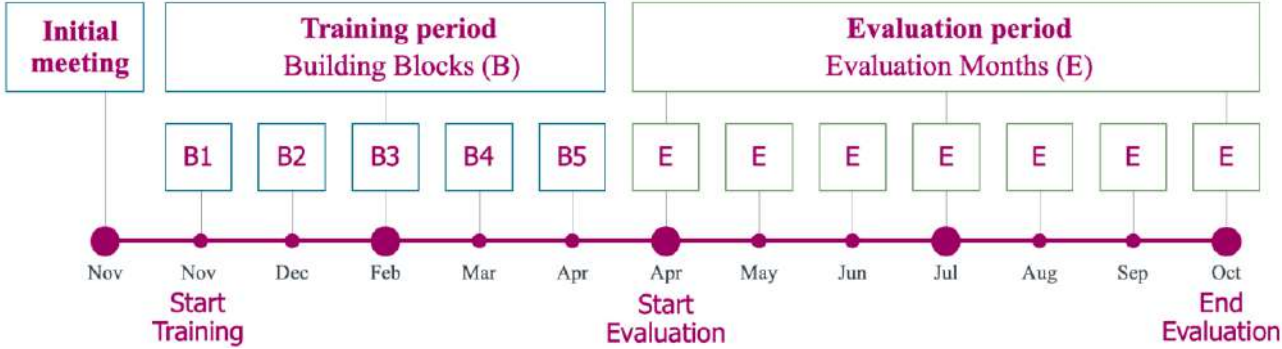 Initial
meeting
Training period
Building Blocks (B)
Evaluation period
Evaluation Months (E)
B1 B2 B3 B4 B5 E E E E E E E
Nov Nov Dec Feb Mar Apr Apr May Jun Jul Aug Sep Oct
Start
Training
Start
Evaluation
End
Evaluation